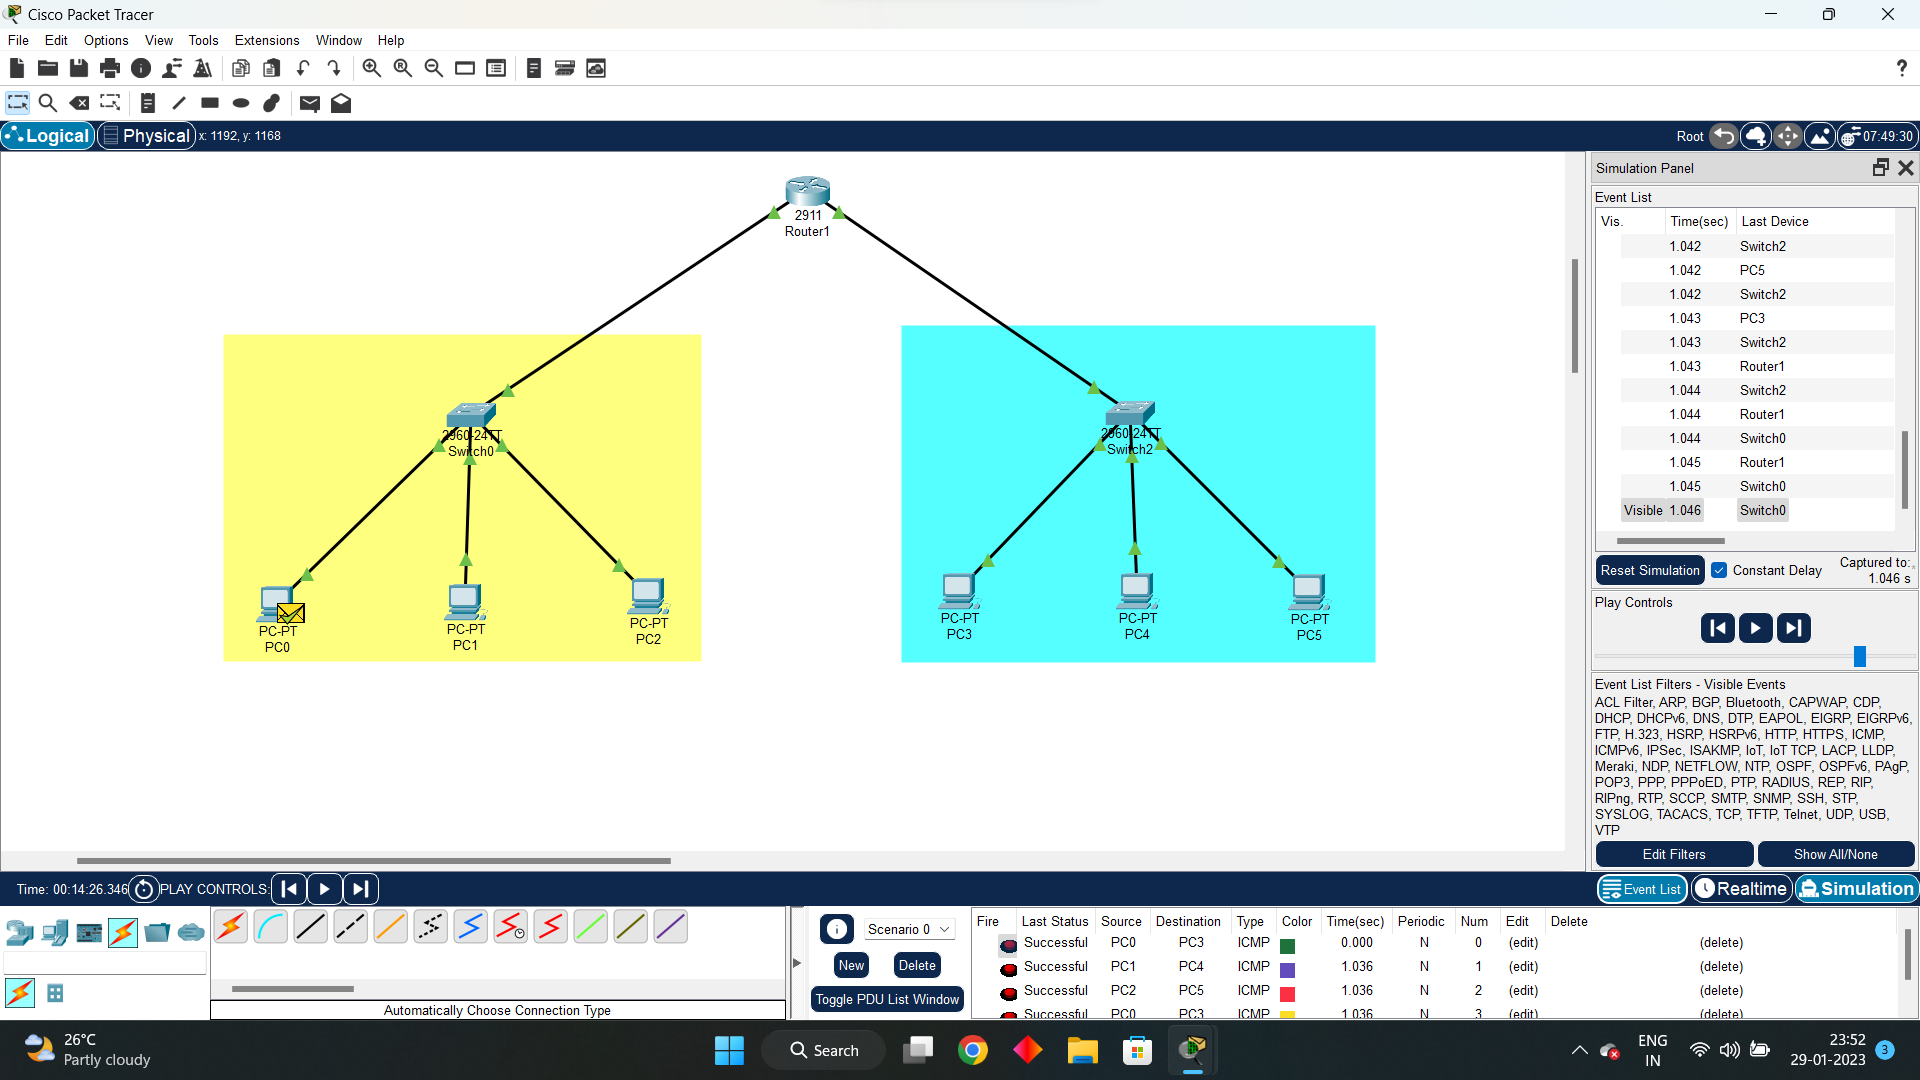 Cisco Packet Tracer
File Edit Options View Tools Extensions Window Help
Logical Physical x: 1192, y: 1168
Root 07:49:30
2911
Router1
2960-24TT
Switch0
2960-24TT
Switch2
PC-PT
PC0
PC-PT
PC1
PC-PT
PC2
PC-PT
PC3
PC-PT
PC4
PC-PT
PC5
Simulation Panel
Event List
Vis. Time(sec) Last Device
1.042 Switch2
1.042 PC5
1.042 Switch2
1.043 PC3
1.043 Switch2
1.043 Router1
1.044 Switch2
1.044 Router1
1.044 Switch0
1.045 Router1
1.045 Switch0
Visible 1.046 Switch0
Reset Simulation Constant Delay Captured to:
1.046 s
Play Controls
Event List Filters - Visible Events
ACL Filter, ARP, BGP, Bluetooth, CAPWAP, CDP,
DHCP, DHCPv6, DNS, DTP, EAPOL, EIGRP, EIGRPv6,
FTP, H.323, HSRP, HSRPv6, HTTP, HTTPS, ICMP,
ICMPv6, IPSec, ISAKMP, IoT, IoT TCP, LACP, LLDP,
Meraki, NDP, NETFLOW, NTP, OSPF, OSPFv6, PAgP,
POP3, PPP, PPPoED, PTP, RADIUS, REP, RIP,
RIPng, RTP, SCCP, SMTP, SNMP, SSH, STP,
SYSLOG, TACACS, TCP, TFTP, Telnet, UDP, USB,
VTP
Edit Filters Show All/None
Time: 00:14:26.346 PLAY CONTROLS:
Event List Realtime Simulation
Automatically Choose Connection Type
Scenario 0
New Delete
Toggle PDU List Window
Fire Last Status Source Destination Type Color Time(sec) Periodic Num Edit Delete
Successful PC0 PC3 ICMP 0.000 N 0 (edit) (delete)
Successful PC1 PC4 ICMP 1.036 N 1 (edit) (delete)
Successful PC2 PC5 ICMP 1.036 N 2 (edit) (delete)
Successful PC0 PC3 ICMP 1.036 N 3 (edit) (delete)
26°C
Partly cloudy
Search
ENG
IN
23:52
29-01-2023
3